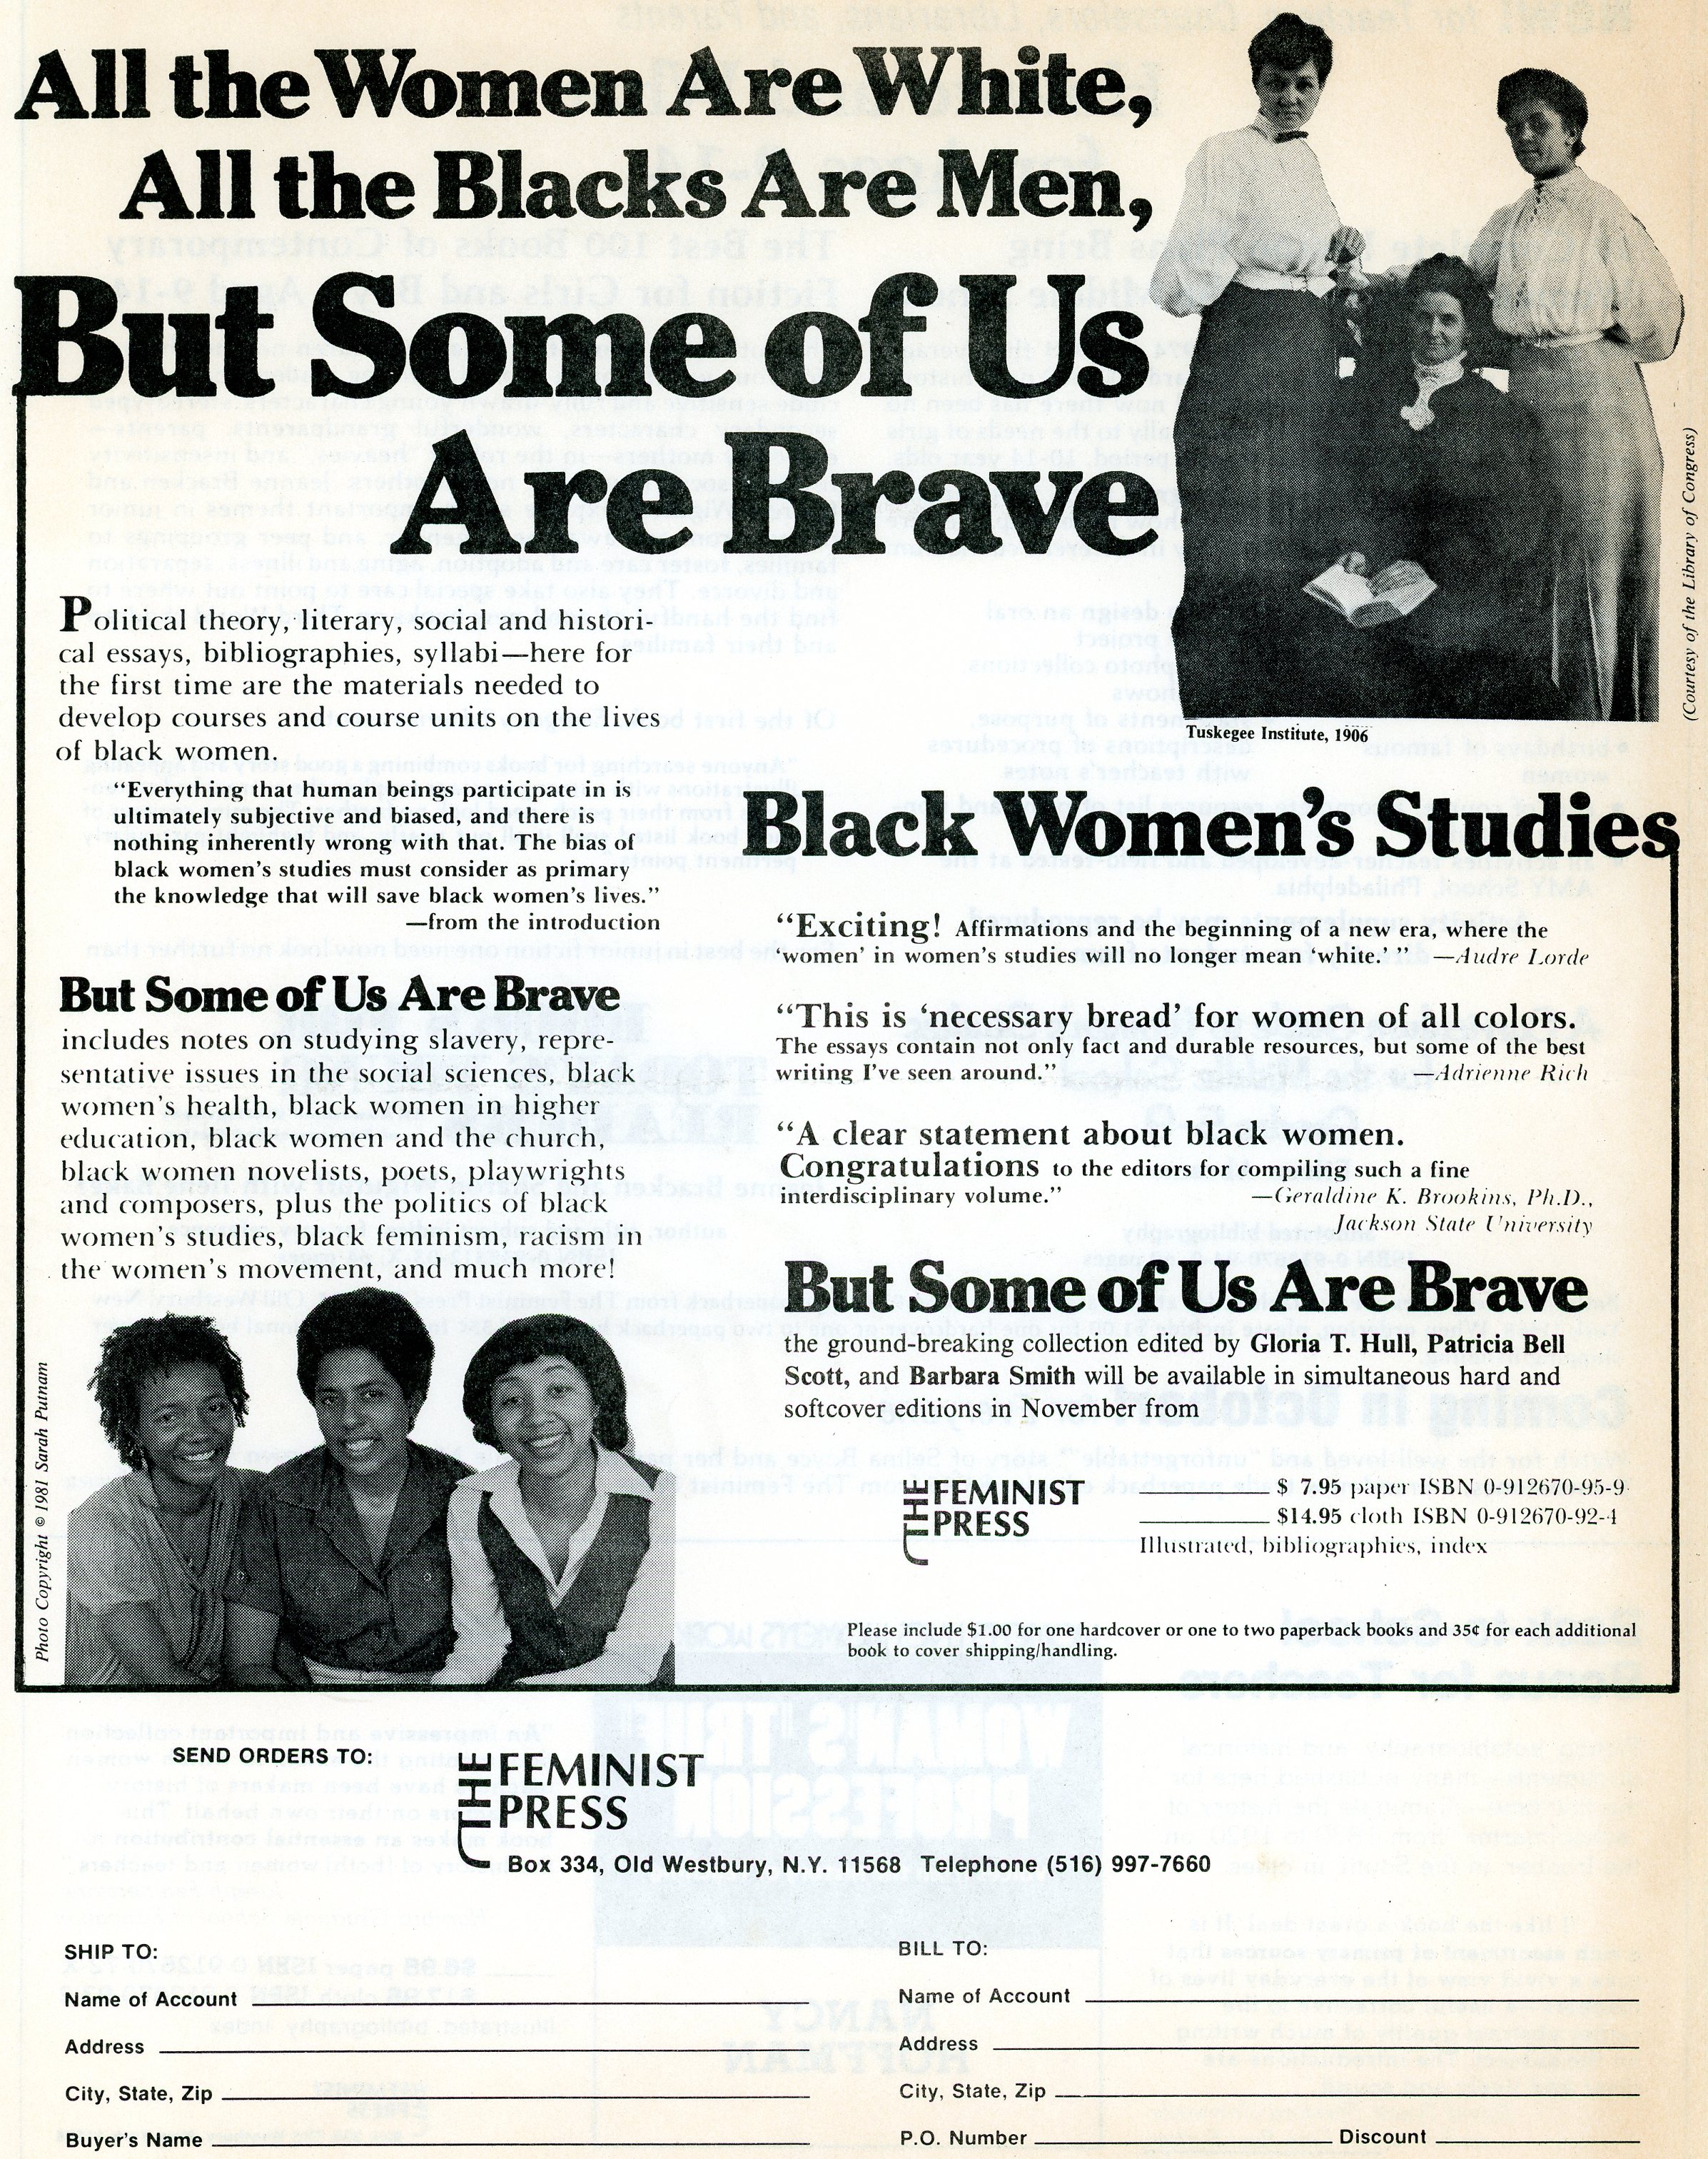 All the Women Are White,
All the Blacks Are Men,
But Some of Us
Are Brave
(Courtesy of the Library of Congress)
Tuskegee Institute, 1906
Political theory, literary, social and histori-
cal essays, bibliographies, syllabi—here for
the first time are the materials needed to
develop courses and course units on the lives
of black women.
“Everything that human beings participate in is
ultimately subjective and biased, and there is
nothing inherently wrong with that. The bias of
black women’s studies must consider as primary
the knowledge that will save black women’s lives.”
—from the introduction
But Some of Us Are Brave
includes notes on studying slavery, repre-
sentative issues in the social sciences, black
women’s health, black women in higher
education, black women and the church,
black women novelists, poets, playwrights
and composers, plus the politics of black
women’s studies, black feminism, racism in
the women’s movement, and much more!
Photo Copyright © 1981 Sarah Putnam
Black Women’s Studies
“Exciting! Affirmations and the beginning of a new era, where the
‘women’ in women’s studies will no longer mean ‘white.’ ” —Audre Lorde
“This is ‘necessary bread’ for women of all colors.
The essays contain not only fact and durable resources, but some of the best
writing I’ve seen around.” —Adrienne Rich
“A clear statement about black women.
Congratulations to the editors for compiling such a fine
interdisciplinary volume.” —Geraldine K. Brookins, Ph.D.,
Jackson State University
But Some of Us Are Brave
the ground-breaking collection edited by Gloria T. Hull, Patricia Bell
Scott, and Barbara Smith will be available in simultaneous hard and
softcover editions in November from
THE FEMINIST
PRESS
$ 7.95 paper ISBN 0-912670-95-9
$14.95 cloth ISBN 0-912670-92-4
Illustrated, bibliographies, index
Please include $1.00 for one hardcover or one to two paperback books and 35¢ for each additional
book to cover shipping/handling.
SEND ORDERS TO:
THE FEMINIST
PRESS
Box 334, Old Westbury, N.Y. 11568 Telephone (516) 997-7660
SHIP TO:
Name of Account
Address
City, State, Zip
Buyer’s Name
BILL TO:
Name of Account
Address
City, State, Zip
P.O. Number Discount